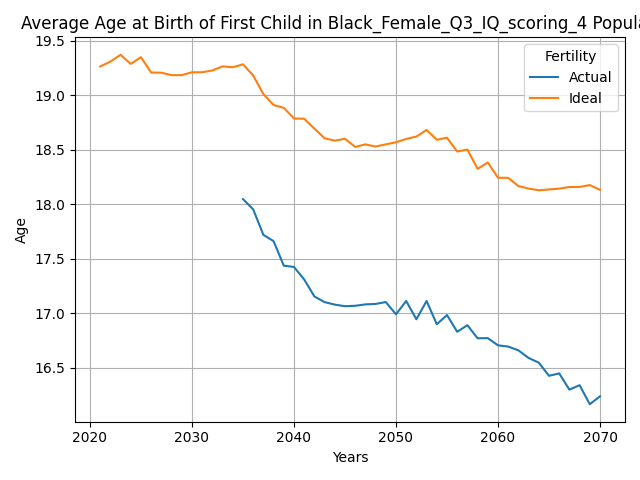 Average Age at Birth of First Child in Black_Female_Q3_IQ_scoring_4 Popula
19.5
19.0
18.5
18.0
17.5
17.0
16.5
Age
Fertility
Actual
Ideal
2020 2030 2040 2050 2060 2070
Years